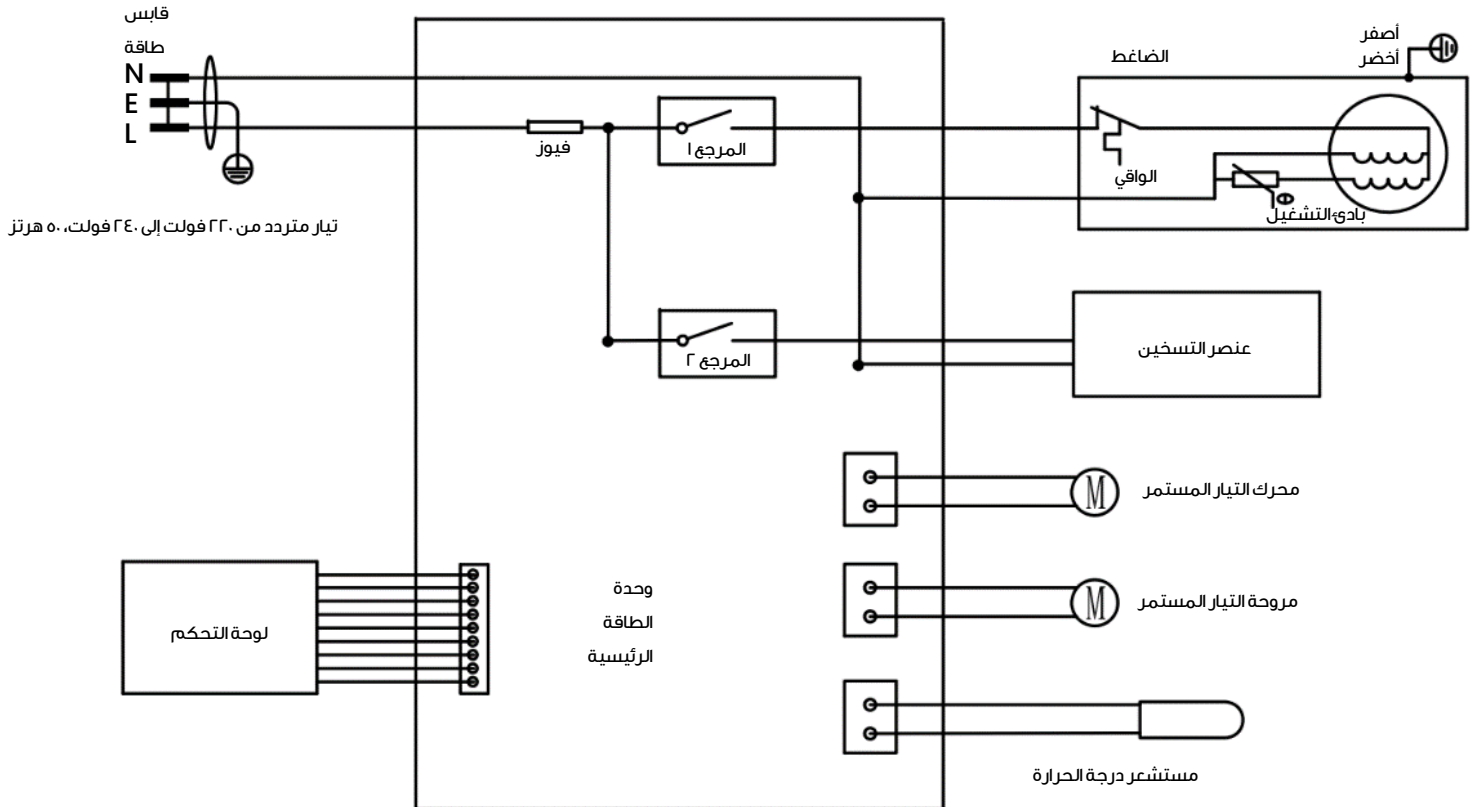 قابس
طاقة
N
E
L
تيار متردد من ٢٢٠ فولت إلى ٢٤٠ فولت، ٥٠ هرتز
فيوز
المرجع ١
المرجع ٢
الضاغط
أصفر
أخضر
الواقي
بادئ التشغيل
عنصر التسخين
M
محرك التيار المستمر
M
مروحة التيار المستمر
مستشعر درجة الحرارة
وحدة
الطاقة
الرئيسية
لوحة التحكم